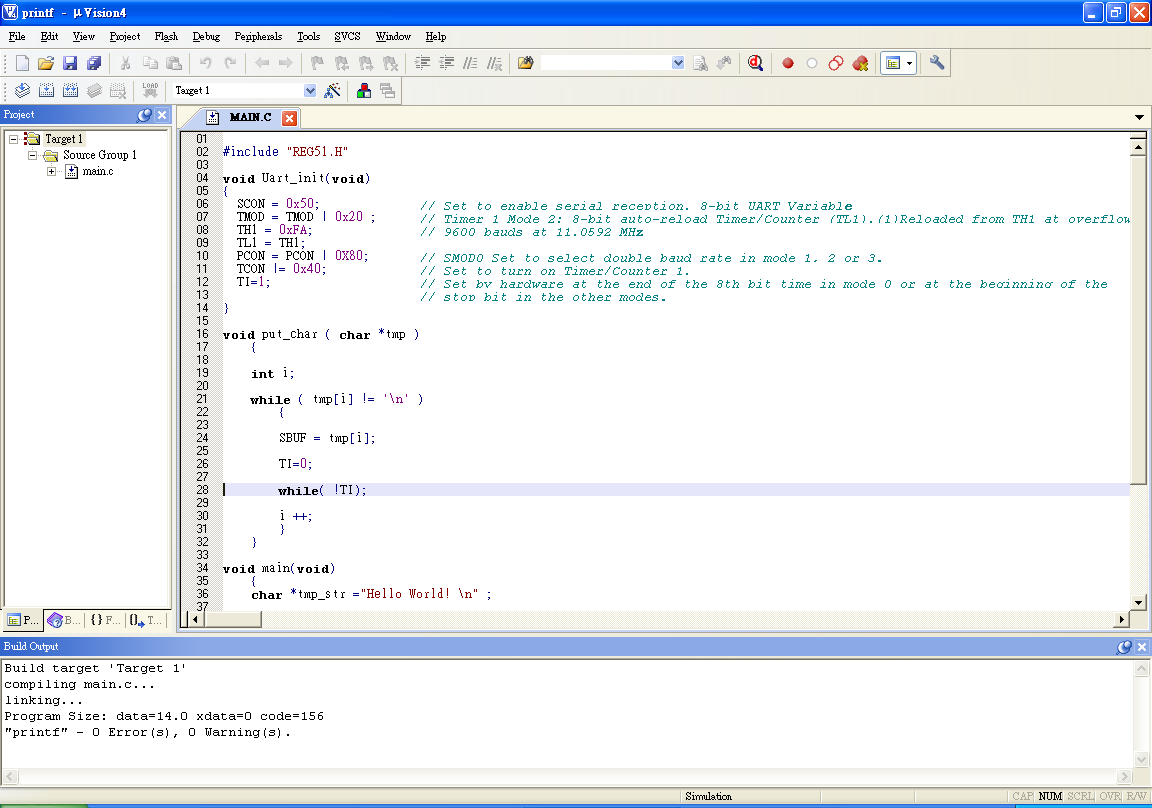 printf - µVision4
File Edit View Project Flash Debug Peripherals Tools SVCS Window Help
LOAD Target 1
Project
MAIN.C
Target 1
Source Group 1
main.c
01
02 #include "REG51.H"
03
04 void Uart_init(void)
05 {
06 SCON = 0x50; // Set to enable serial reception. 8-bit UART Variable
07 TMOD = TMOD | 0x20 ; // Timer 1 Mode 2: 8-bit auto-reload Timer/Counter (TL1).(1)Reloaded from TH1 at overflow
08 TH1 = 0xFA; // 9600 bauds at 11.0592 MHz
09 TL1 = TH1;
10 PCON = PCON | 0X80; // SMOD0 Set to select double baud rate in mode 1, 2 or 3.
11 TCON |= 0x40; // Set to turn on Timer/Counter 1.
12 TI=1; // Set by hardware at the end of the 8th bit time in mode 0 or at the beginning of the
13 // stop bit in the other modes.
14 }
15
16 void put_char ( char *tmp )
17 {
18
19 int i;
20
21 while ( tmp[i] != '\n' )
22 {
23
24 SBUF = tmp[i];
25
26 TI=0;
27
28 while( !TI);
29
30 i ++;
31 }
32 }
33
34 void main(void)
35 {
36 char *tmp_str ="Hello World! \n" ;
37
P... B... {} F... {} T...
Build Output
Build target 'Target 1'
compiling main.c...
linking...
Program Size: data=14.0 xdata=0 code=156
"printf" - 0 Error(s), 0 Warning(s).
Simulation CAP NUM SCRL OVR R/W